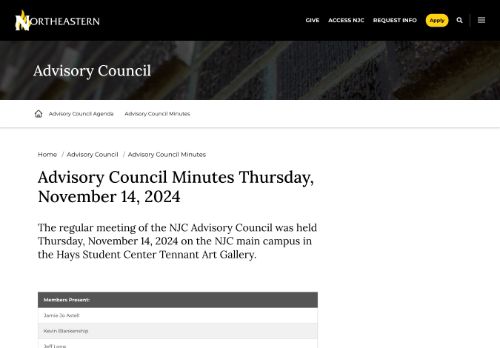 NORTHEASTERN
GIVE ACCESS NJC REQUEST INFO Apply
Advisory Council
Advisory Council Agenda Advisory Council Minutes
Home / Advisory Council / Advisory Council Minutes
Advisory Council Minutes Thursday,
November 14, 2024
The regular meeting of the NJC Advisory Council was held
Thursday, November 14, 2024 on the NJC main campus in
the Hays Student Center Tennant Art Gallery.
Members Present:
Jamie Jo Axtell
Kevin Blankenship
Jeff Long